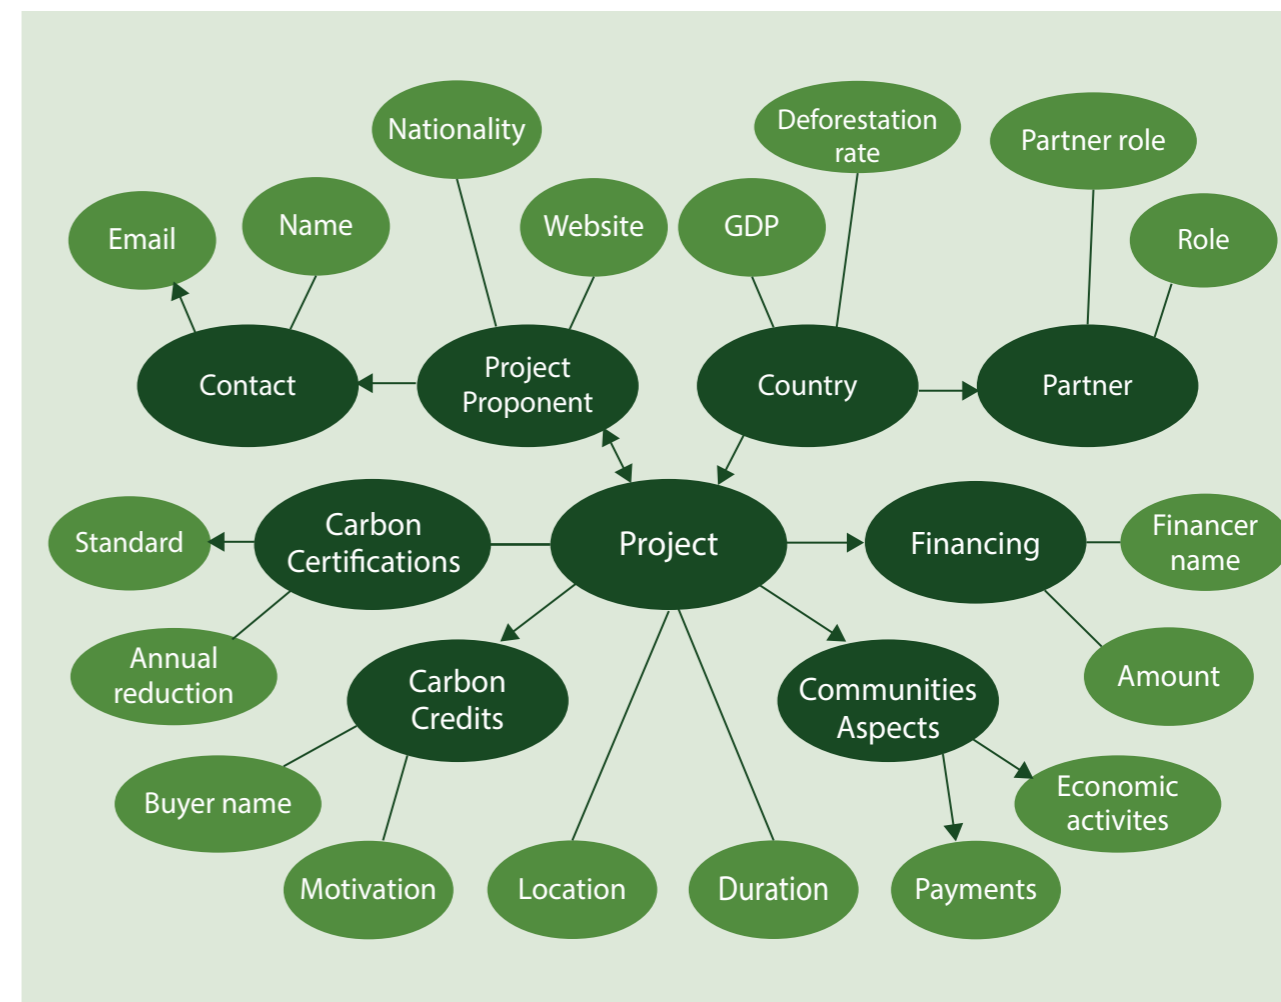 Nationality
Deforestation
rate
Partner role
Email
Name
Website
GDP
Role
Contact
Project
Proponent
Country
Partner
Standard
Carbon
Certifications
Project
Financing
Financer
name
Annual
reduction
Carbon
Credits
Communities
Aspects
Amount
Buyer name
Economic
activites
Motivation
Location
Duration
Payments